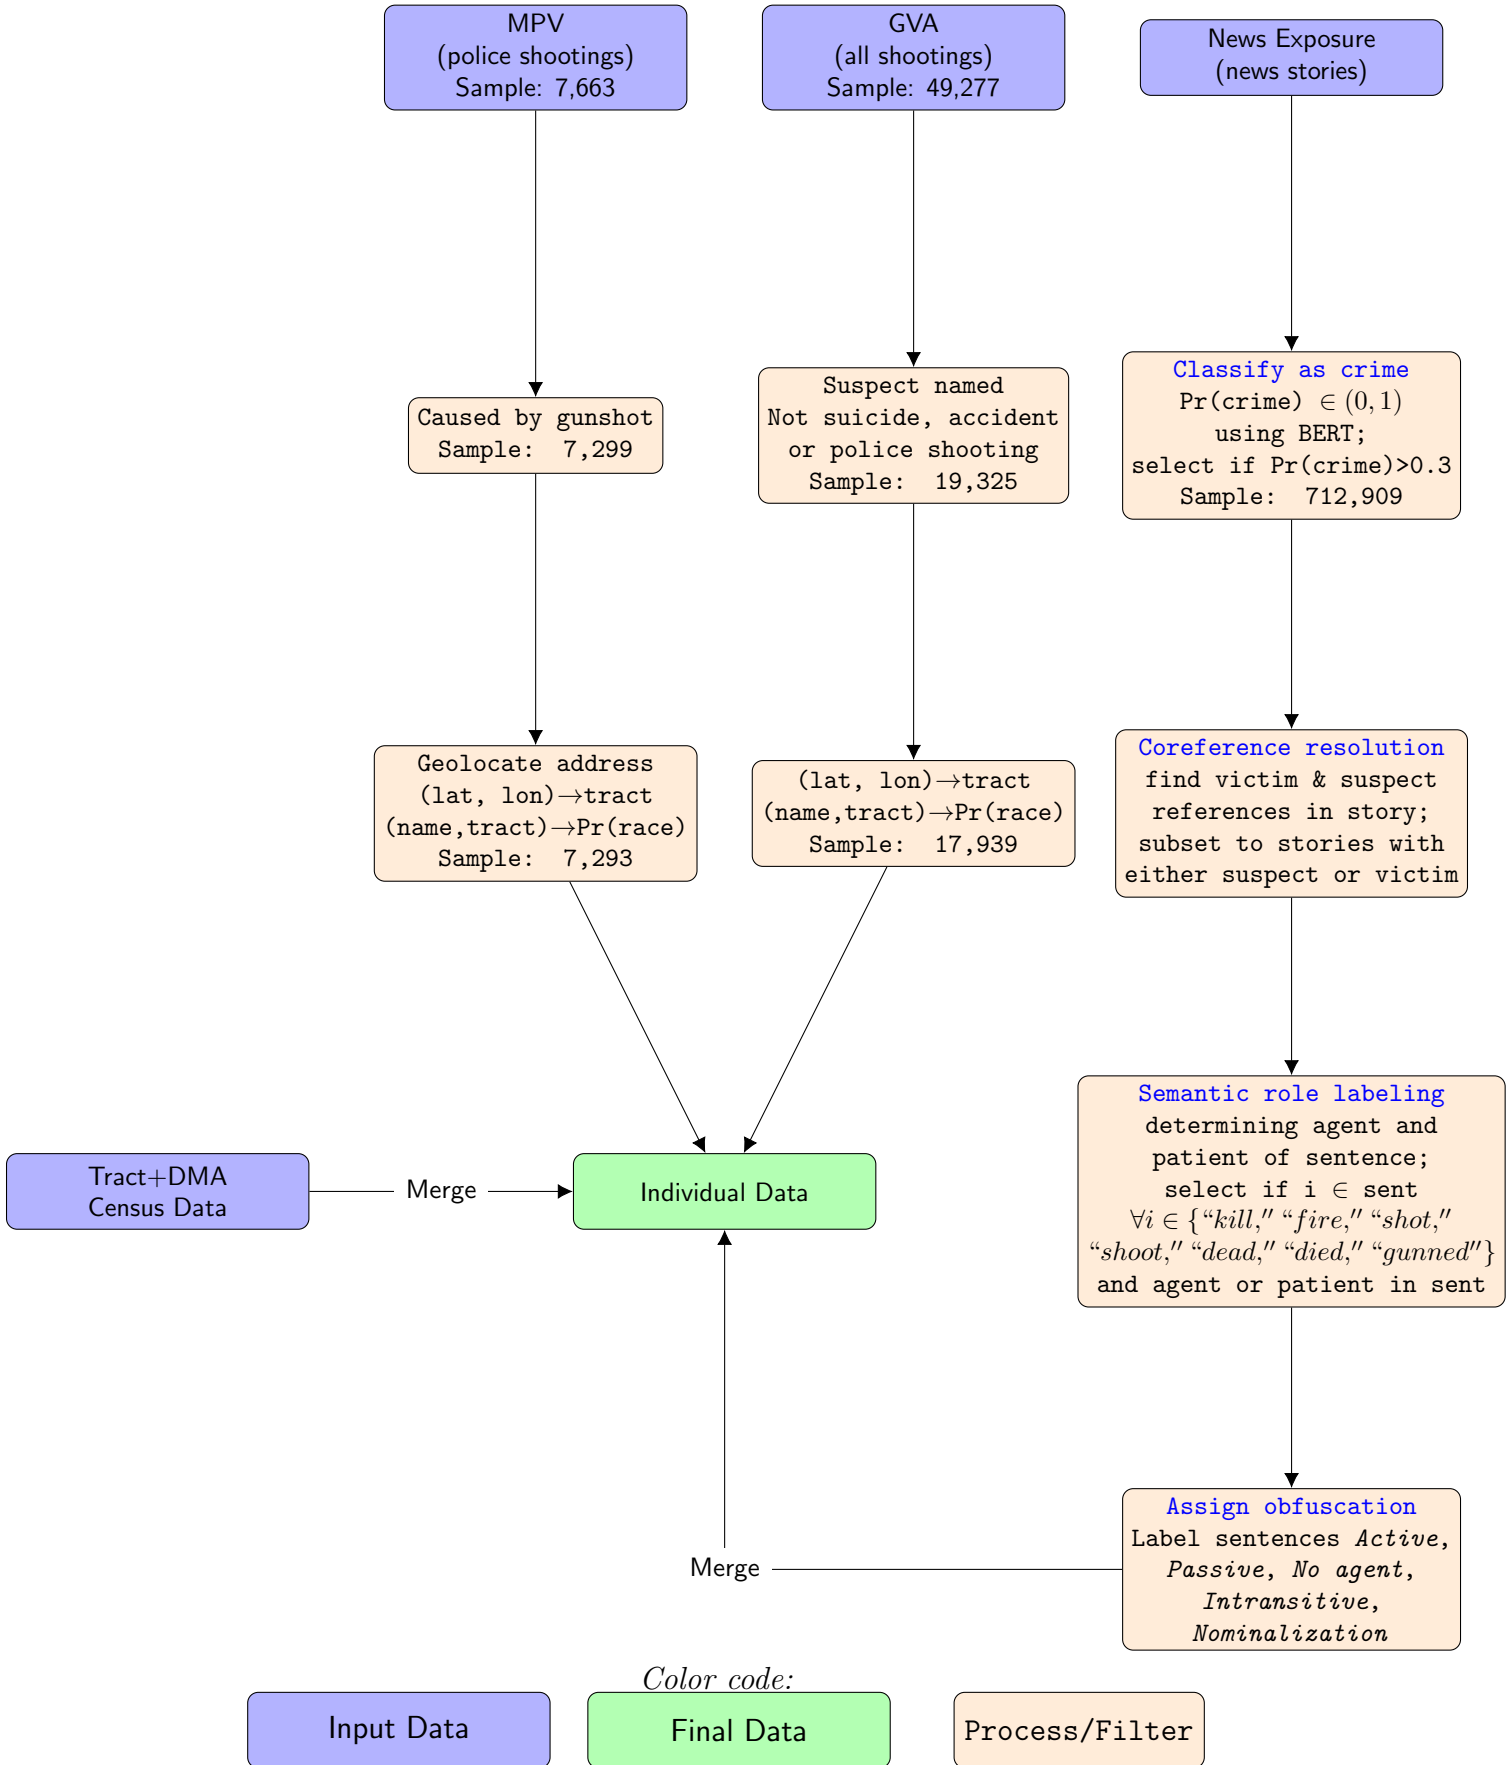 MPV
(police shootings)
Sample: 7,663
GVA
(all shootings)
Sample: 49,277
News Exposure
(news stories)
Caused by gunshot
Sample: 7,299
Suspect named
Not suicide, accident
or police shooting
Sample: 19,325
Classify as crime
Pr(crime) ∈ (0, 1)
using BERT;
select if Pr(crime)>0.3
Sample: 712,909
Geolocate address
(lat, lon)→tract
(name,tract)→Pr(race)
Sample: 7,293
(lat, lon)→tract
(name,tract)→Pr(race)
Sample: 17,939
Coreference resolution
find victim & suspect
references in story;
subset to stories with
either suspect or victim
Tract+DMA
Census Data
Merge
Individual Data
Semantic role labeling
determining agent and
patient of sentence;
select if i ∈ sent
∀i ∈ {“kill,″ “fire,″ “shot,″
“shoot,″ “dead,″ “died,″ “gunned″}
and agent or patient in sent
Merge
Assign obfuscation
Label sentences Active,
Passive, No agent,
Intransitive,
Nominalization
Color code:
Input Data
Final Data
Process/Filter